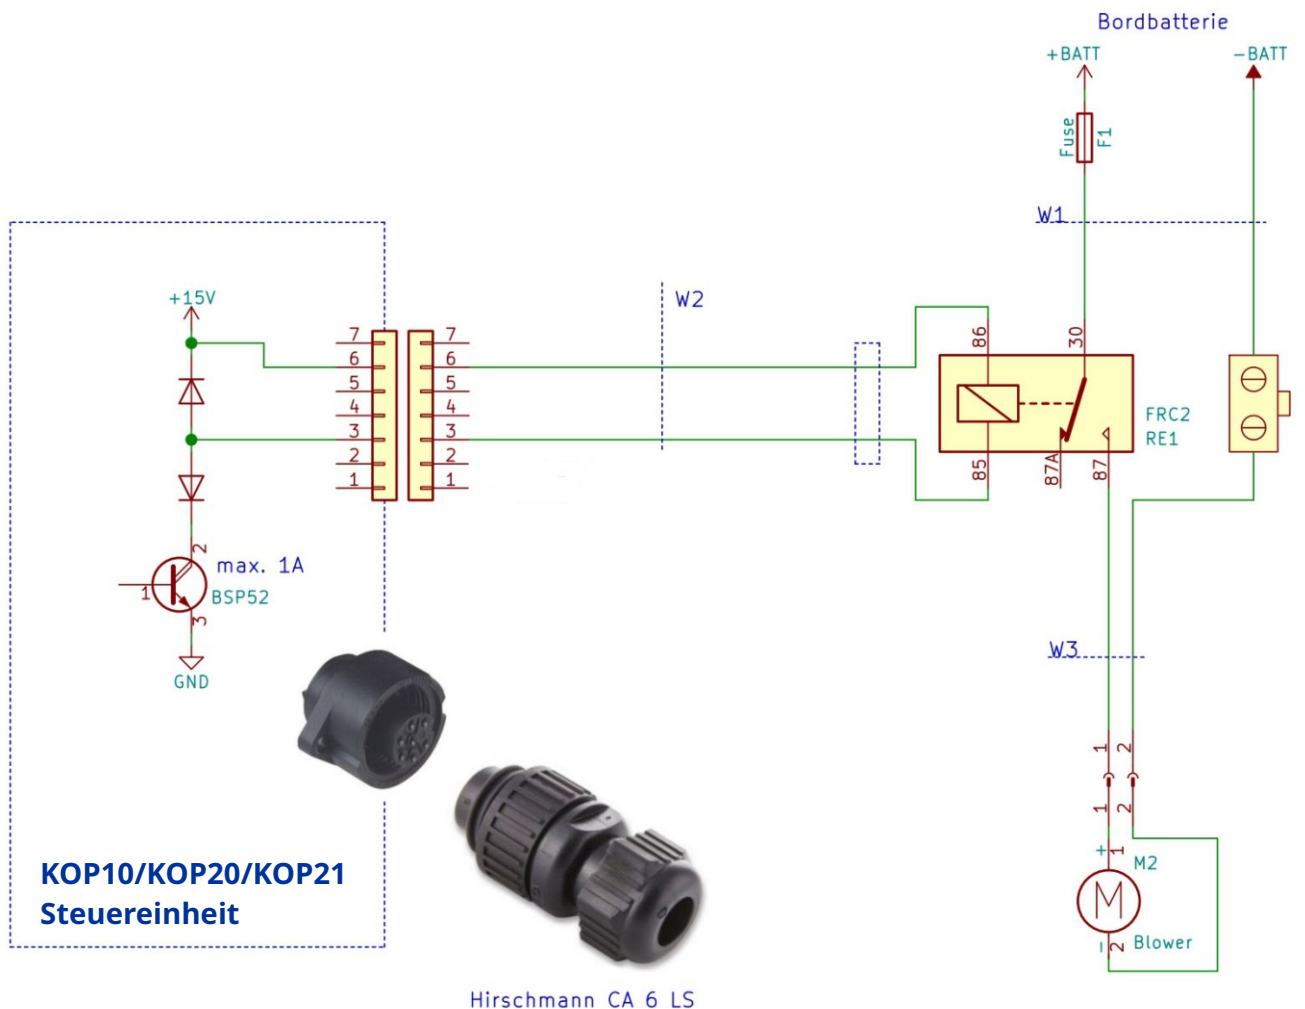 Bordbatterie
+BATT
-BATT
Fuse
F1
W1
+15V
W2
7
6
5
4
3
2
1
7
6
5
4
3
2
1
86
30
85
87A
87
FRC2
RE1
2
max. 1A
1
BSP52
3
GND
W3
1
2
1
2
+
1
M2
M
-
2
Blower
KOP10/KOP20/KOP21
Steuereinheit
Hirschmann CA 6 LS